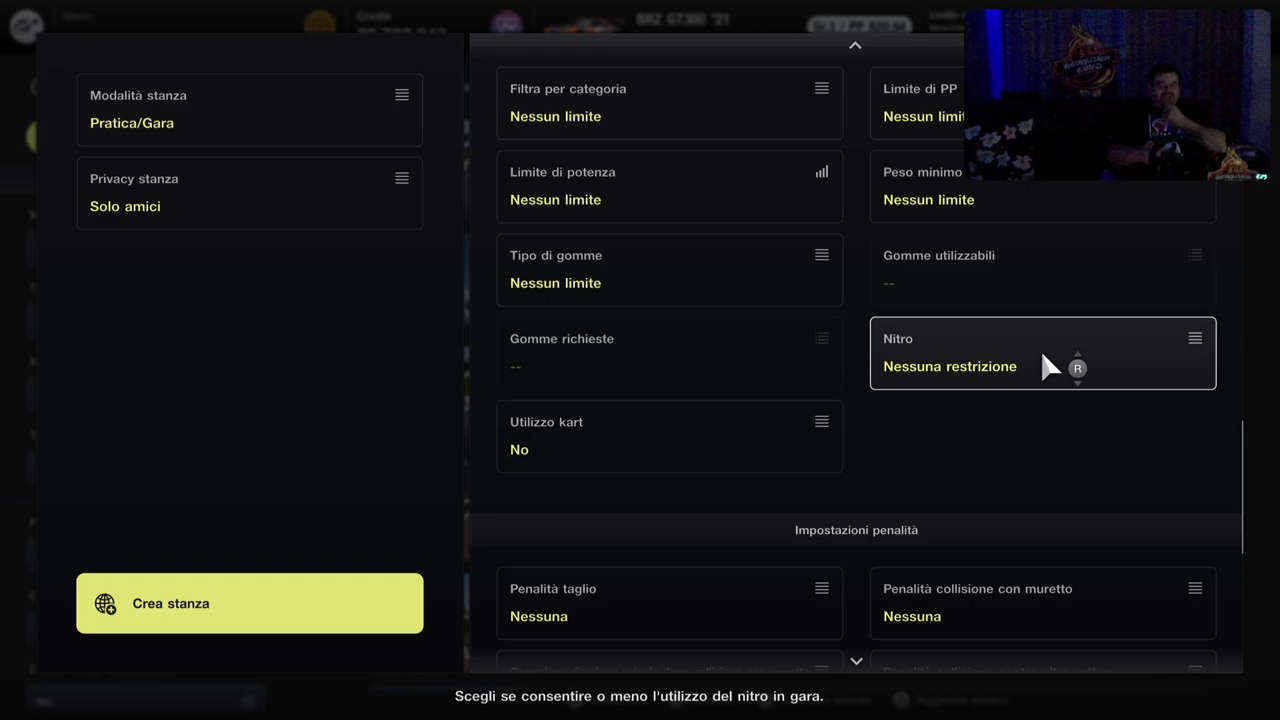 BRZ GT300 '21
Modalità stanza
Pratica/Gara
Privacy stanza
Solo amici
Crea stanza
Filtra per categoria
Nessun limite
Limite di PP
Nessun limit
Limite di potenza
Nessun limite
Peso minimo
Nessun limite
Tipo di gomme
Nessun limite
Gomme utilizzabili
--
Gomme richieste
--
Nitro
Nessuna restrizione
R
Utilizzo kart
No
Impostazioni penalità
Penalità taglio
Nessuna
Penalità collisione con muretto
Nessuna
Scegli se consentire o meno l'utilizzo del nitro in gara.